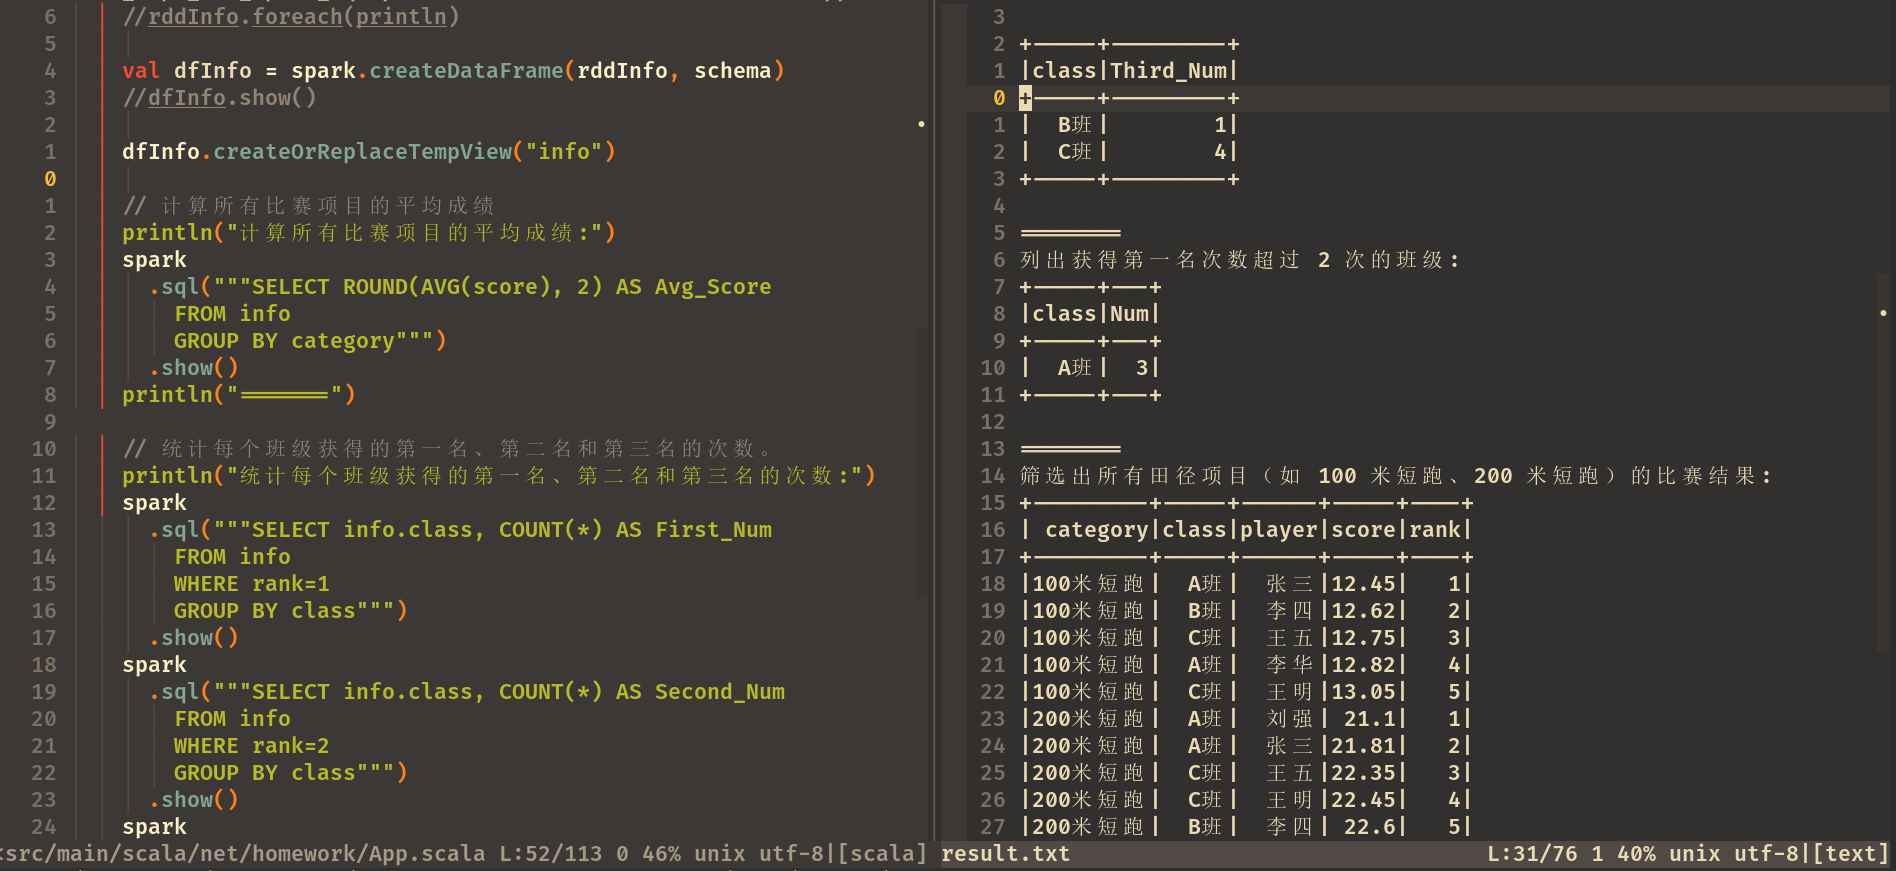 6 //rddInfo.foreach(println)
5
4 val dfInfo = spark.createDataFrame(rddInfo, schema)
3 //dfInfo.show()
2
1 dfInfo.createOrReplaceTempView("info")
0
1 // 计算所有比赛项目的平均成绩
2 println("计算所有比赛项目的平均成绩:")
3 spark
4 .sql("""SELECT ROUND(AVG(score), 2) AS Avg_Score
5 FROM info
6 GROUP BY category""")
7 .show()
8 println("=======")
9
10 // 统计每个班级获得的第一名、第二名和第三名的次数。
11 println("统计每个班级获得的第一名、第二名和第三名的次数:")
12 spark
13 .sql("""SELECT info.class, COUNT(*) AS First_Num
14 FROM info
15 WHERE rank=1
16 GROUP BY class""")
17 .show()
18 spark
19 .sql("""SELECT info.class, COUNT(*) AS Second_Num
20 FROM info
21 WHERE rank=2
22 GROUP BY class""")
23 .show()
24 spark
<src/main/scala/net/homework/App.scala L:52/113 0 46% unix utf-8|[scala]
3
2 +-----+---------+
1 |class|Third_Num|
0 +-----+---------+
1 |  B班|        1|
2 |  C班|        4|
3 +-----+---------+
4
5 ========
6 列出获得第一名次数超过 2 次的班级:
7 +-----+---+
8 |class|Num|
9 +-----+---+
10 |  A班|  3|
11 +-----+---+
12
13 ========
14 筛选出所有田径项目（如 100 米短跑、200 米短跑）的比赛结果:
15 +---------+-----+------+-----+----+
16 | category|class|player|score|rank|
17 +---------+-----+------+-----+----+
18 |100米短跑|  A班|  张三|12.45|   1|
19 |100米短跑|  B班|  李四|12.62|   2|
20 |100米短跑|  C班|  王五|12.75|   3|
21 |100米短跑|  A班|  李华|12.82|   4|
22 |100米短跑|  C班|  王明|13.05|   5|
23 |200米短跑|  A班|  刘强| 21.1|   1|
24 |200米短跑|  A班|  张三|21.81|   2|
25 |200米短跑|  C班|  王五|22.35|   3|
26 |200米短跑|  C班|  王明|22.45|   4|
27 |200米短跑|  B班|  李四| 22.6|   5|
result.txt L:31/76 1 40% unix utf-8|[text]